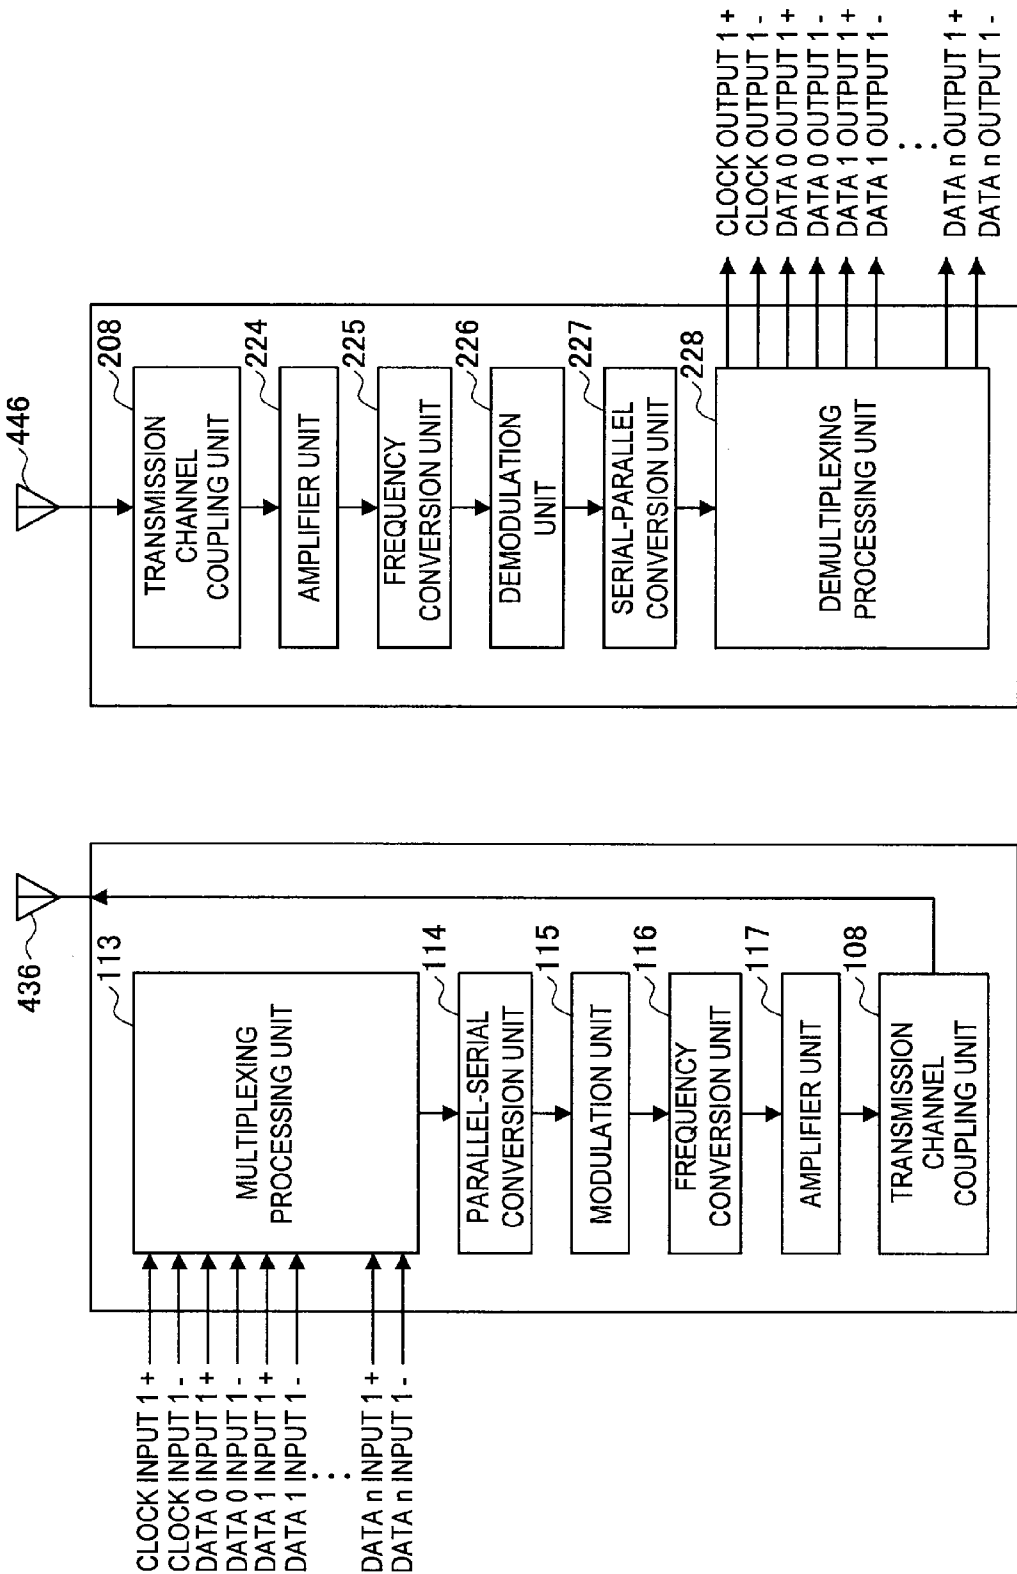 CLOCK INPUT 1 +
CLOCK INPUT 1 -
DATA 0 INPUT 1 +
DATA 0 INPUT 1 -
DATA 1 INPUT 1 +
DATA 1 INPUT 1 -
...
DATA n INPUT 1 +
DATA n INPUT 1 -
436
113
MULTIPLEXING
PROCESSING UNIT
114
PARALLEL-SERIAL
CONVERSION UNIT
115
MODULATION UNIT
116
FREQUENCY
CONVERSION UNIT
117
AMPLIFIER UNIT
108
TRANSMISSION
CHANNEL
COUPLING UNIT
446
208
TRANSMISSION
CHANNEL
COUPLING UNIT
224
AMPLIFIER UNIT
225
FREQUENCY
CONVERSION UNIT
226
DEMODULATION
UNIT
227
SERIAL-PARALLEL
CONVERSION UNIT
228
DEMULTIPLEXING
PROCESSING UNIT
CLOCK OUTPUT 1 +
CLOCK OUTPUT 1 -
DATA 0 OUTPUT 1 +
DATA 0 OUTPUT 1 -
DATA 1 OUTPUT 1 +
DATA 1 OUTPUT 1 -
...
DATA n OUTPUT 1 +
DATA n OUTPUT 1 -